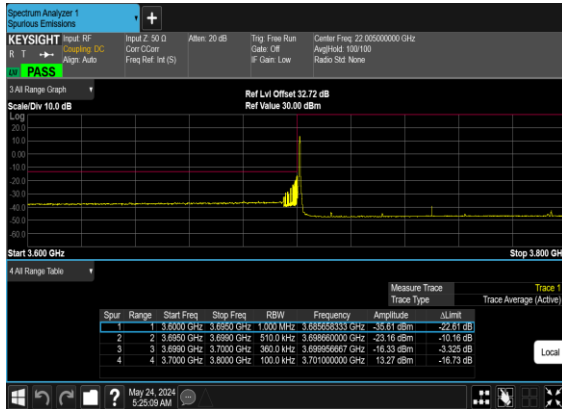 Spectrum Analyzer 1
Spurious Emissions
KEYSIGHT Input: RF Input Z: 50 Ω Atten: 20 dB Trig: Free Run Center Freq: 22.005000000 GHz
R T Coupling: DC Corr CCorr Gate: Off Avg|Hold: 100/100
Align: Auto Freq Ref: Int (S) IF Gain: Low Radio Std: None
PASS
3 All Range Graph
Ref Lvl Offset 32.72 dB
Scale/Div 10.0 dB Ref Value 30.00 dBm
Log
20.0
10.0
0.00
-10.0
-20.0
-30.0
-40.0
-50.0
-60.0
Start 3.600 GHz Stop 3.800 GH
4 All Range Table
Measure Trace Trace 1
Trace Type Trace Average (Active)
Spur Range Start Freq Stop Freq RBW Frequency Amplitude ΔLimit
1 1 3.6000 GHz 3.6950 GHz 1.000 MHz 3.685658333 GHz -35.61 dBm -22.61 dB
2 2 3.6950 GHz 3.6990 GHz 510.0 kHz 3.698660000 GHz -23.16 dBm -10.16 dB
3 3 3.6990 GHz 3.7000 GHz 360.0 kHz 3.699956667 GHz -16.33 dBm -3.325 dB
4 4 3.7000 GHz 3.8000 GHz 100.0 kHz 3.701000000 GHz 13.27 dBm -16.73 dB
Local
?
May 24, 2024
5:25:09 AM